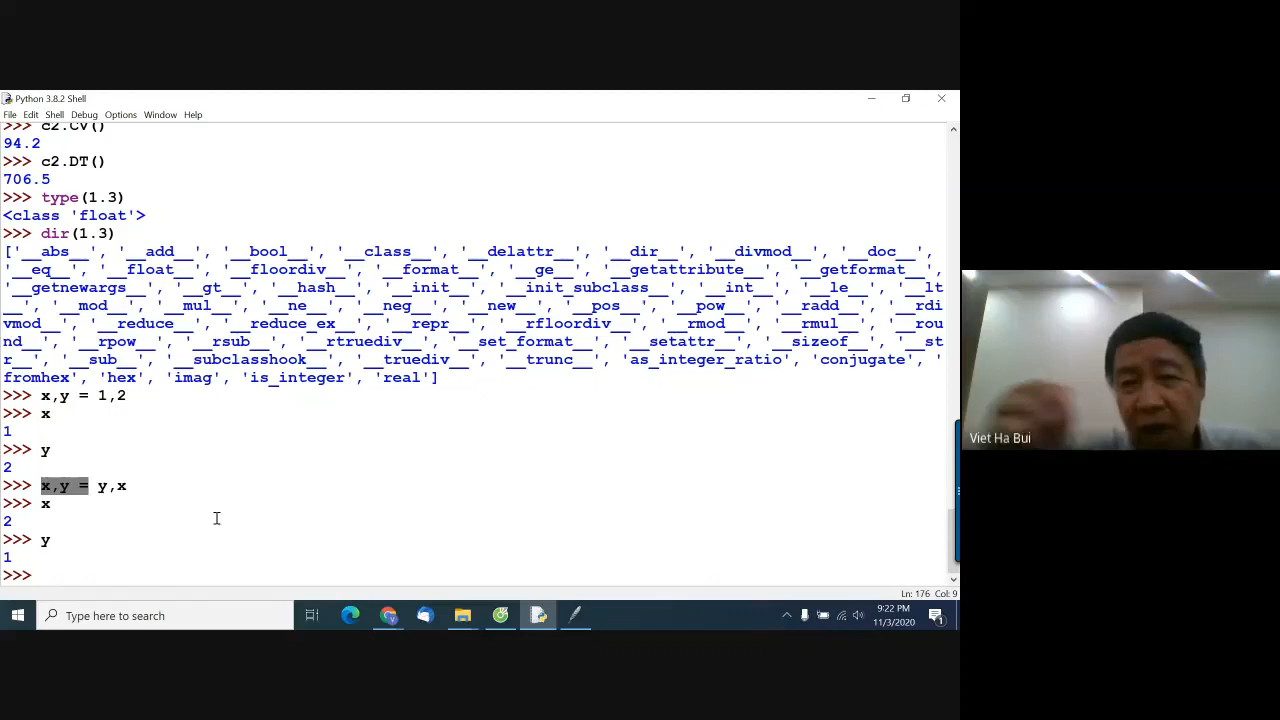 Python 3.8.2 Shell
File Edit Shell Debug Options Window Help
>>> c2.CV()
94.2
>>> c2.DT()
706.5
>>> type(1.3)
<class 'float'>
>>> dir(1.3)
['__abs__', '__add__', '__bool__', '__class__', '__delattr__', '__dir__', '__divmod__', '__doc__',
'__eq__', '__float__', '__floordiv__', '__format__', '__ge__', '__getattribute__', '__getformat__',
'__getnewargs__', '__gt__', '__hash__', '__init__', '__init_subclass__', '__int__', '__le__', '__lt
__', '__mod__', '__mul__', '__ne__', '__neg__', '__new__', '__pos__', '__pow__', '__radd__', '__rdi
vmod__', '__reduce__', '__reduce_ex__', '__repr__', '__rfloordiv__', '__rmod__', '__rmul__', '__rou
nd__', '__rpow__', '__rsub__', '__rtruediv__', '__set_format__', '__setattr__', '__sizeof__', '__st
r__', '__sub__', '__subclasshook__', '__truediv__', '__trunc__', 'as_integer_ratio', 'conjugate', '
fromhex', 'hex', 'imag', 'is_integer', 'real']
>>> x,y = 1,2
>>> x
1
>>> y
2
>>> x,y = y,x
>>> x
2
>>> y
1
>>>
Ln: 176 Col: 9
Type here to search
9:22 PM
11/3/2020
1
Viet Ha Bui